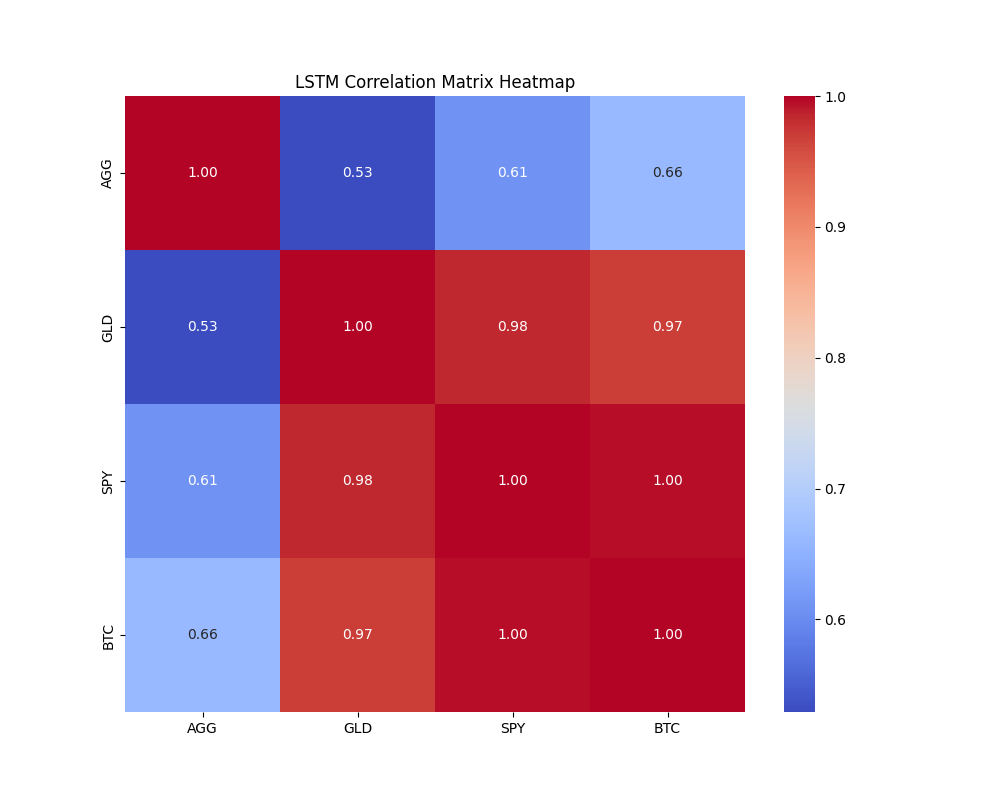 LSTM Correlation Matrix Heatmap
AGG 1.00 0.53 0.61 0.66
GLD 0.53 1.00 0.98 0.97
SPY 0.61 0.98 1.00 1.00
BTC 0.66 0.97 1.00 1.00
AGG GLD SPY BTC
1.0
0.9
0.8
0.7
0.6